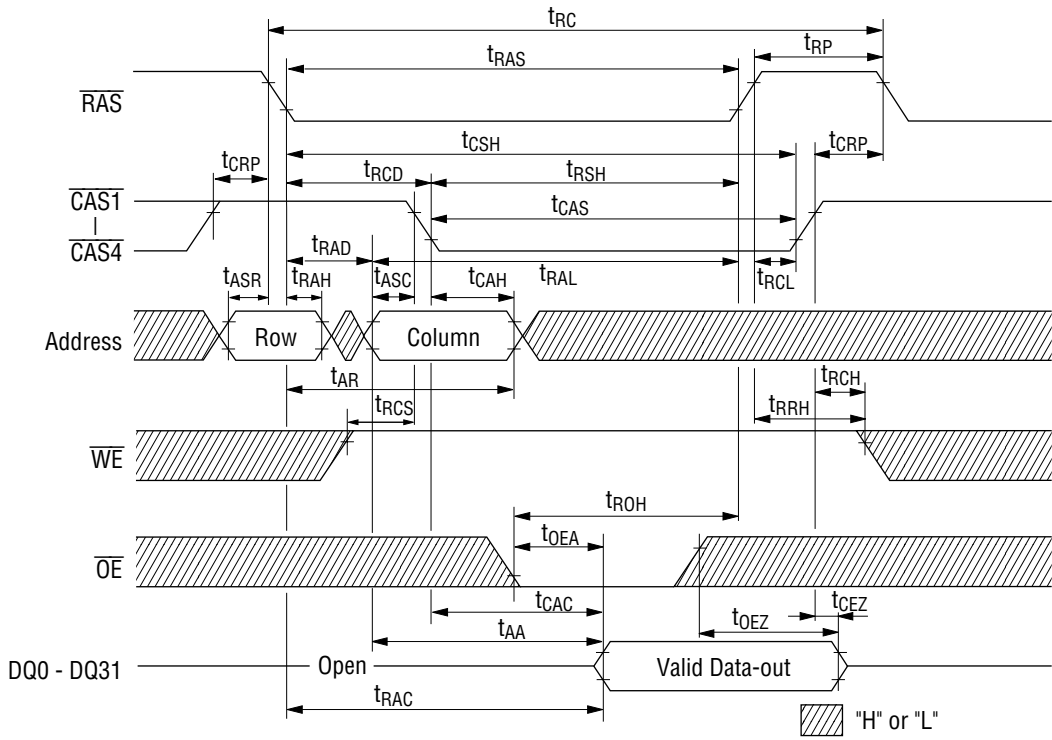 tRC
tRP
tRAS
RAS
tCSH
tCRP
tCRP
tRCD
tRSH
CAS1
|
CAS4
tCAS
tRAD
tRAL
tRCL
tASR
tRAH
tASC
tCAH
Address
Row
Column
tAR
tRCH
tRCS
tRRH
WE
tROH
tOEA
OE
tCAC
tCEZ
tOEZ
tAA
DQ0 - DQ31
Open
Valid Data-out
tRAC
"H" or "L"